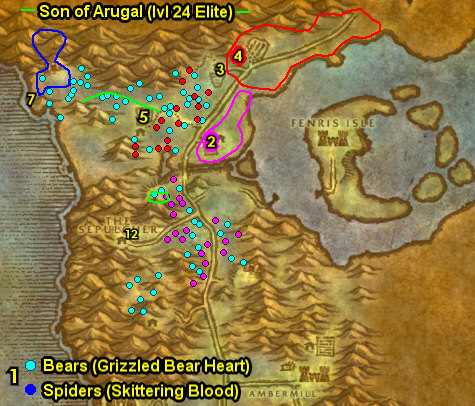 Son of Arugal (lvl 24 Elite)
4
3
7
5
2
FENRIS ISLE
THE
SEPULCHER
12
1
Bears (Grizzled Bear Heart)
Spiders (Skittering Blood)
AMBERMILL